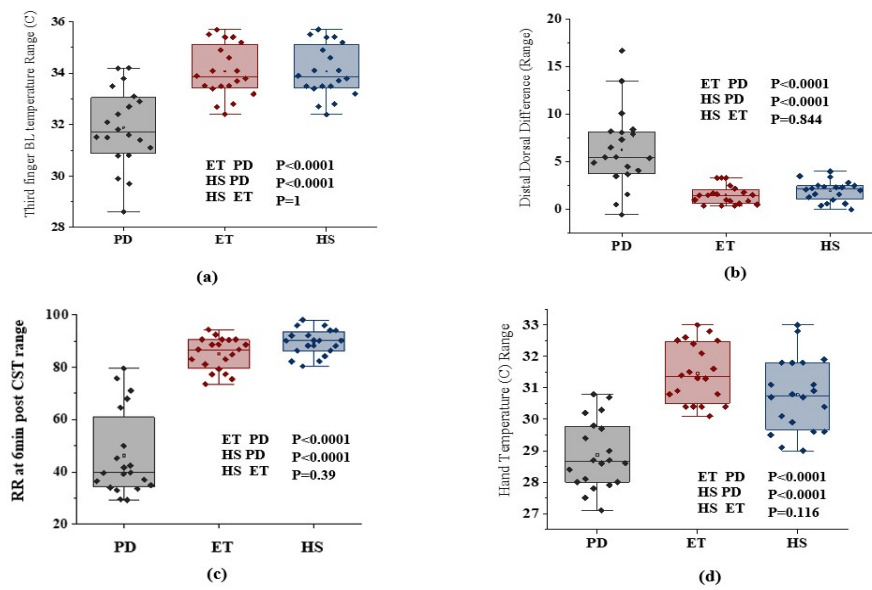 Third finger BL temperature Range (C)
36
34
32
30
28
ET PD P<0.0001
HS PD P<0.0001
HS ET P=1
PD ET HS
(a)
Distal Dorsal Difference (Range)
20
15
10
5
0
ET PD P<0.0001
HS PD P<0.0001
HS ET P=0.844
PD ET HS
(b)
RR at 6min post CST range
100
80
60
40
20
ET PD P<0.0001
HS PD P<0.0001
HS ET P=0.39
PD ET HS
(c)
Hand Temperature (C) Range
33
32
31
30
29
28
27
ET PD P<0.0001
HS PD P<0.0001
HS ET P=0.116
PD ET HS
(d)